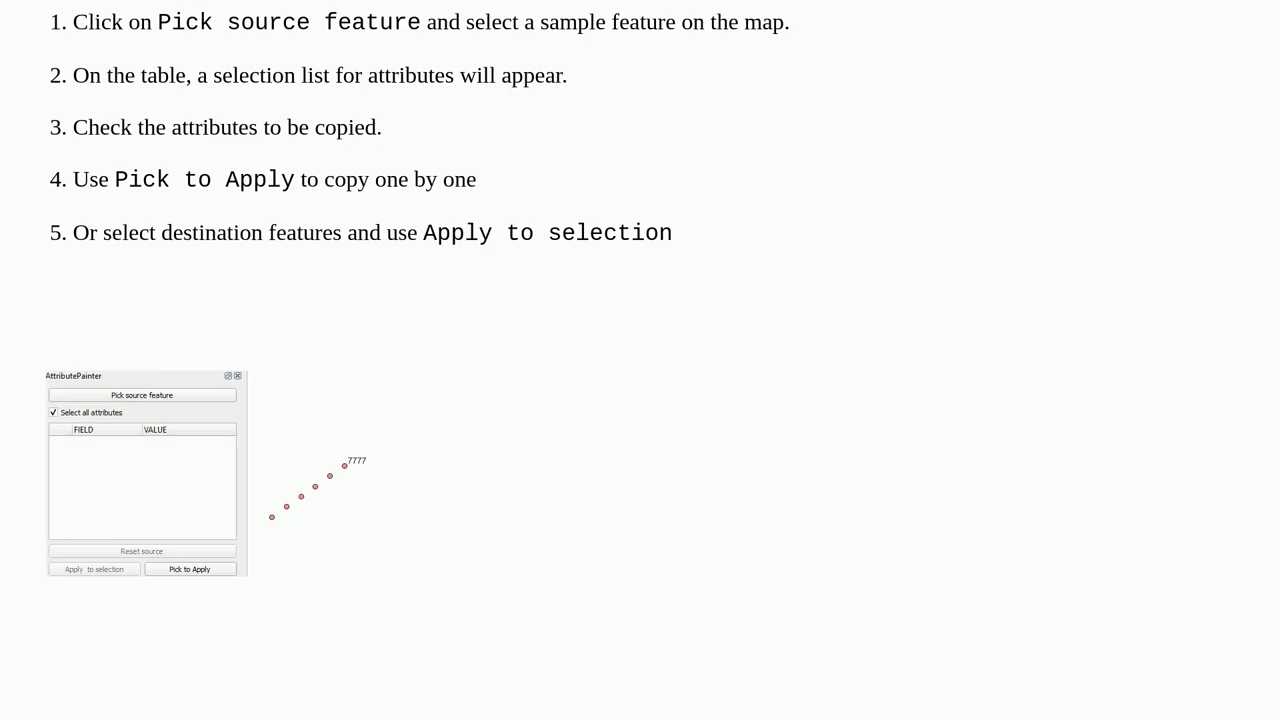 1. Click on Pick source feature and select a sample feature on the map.
2. On the table, a selection list for attributes will appear.
3. Check the attributes to be copied.
4. Use Pick to Apply to copy one by one
5. Or select destination features and use Apply to selection
AttributePainter
Pick source feature
Select all attributes
FIELD VALUE
7777
Reset source
Apply to selection Pick to Apply